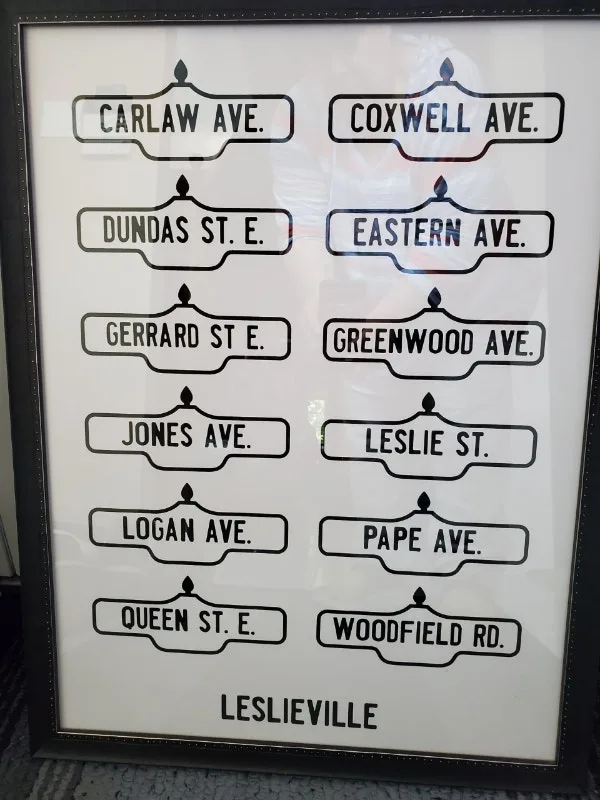 CARLAW AVE.
COXWELL AVE.
DUNDAS ST. E.
EASTERN AVE.
GERRARD ST E.
GREENWOOD AVE.
JONES AVE.
LESLIE ST.
LOGAN AVE.
PAPE AVE.
QUEEN ST. E.
WOODFIELD RD.
LESLIEVILLE